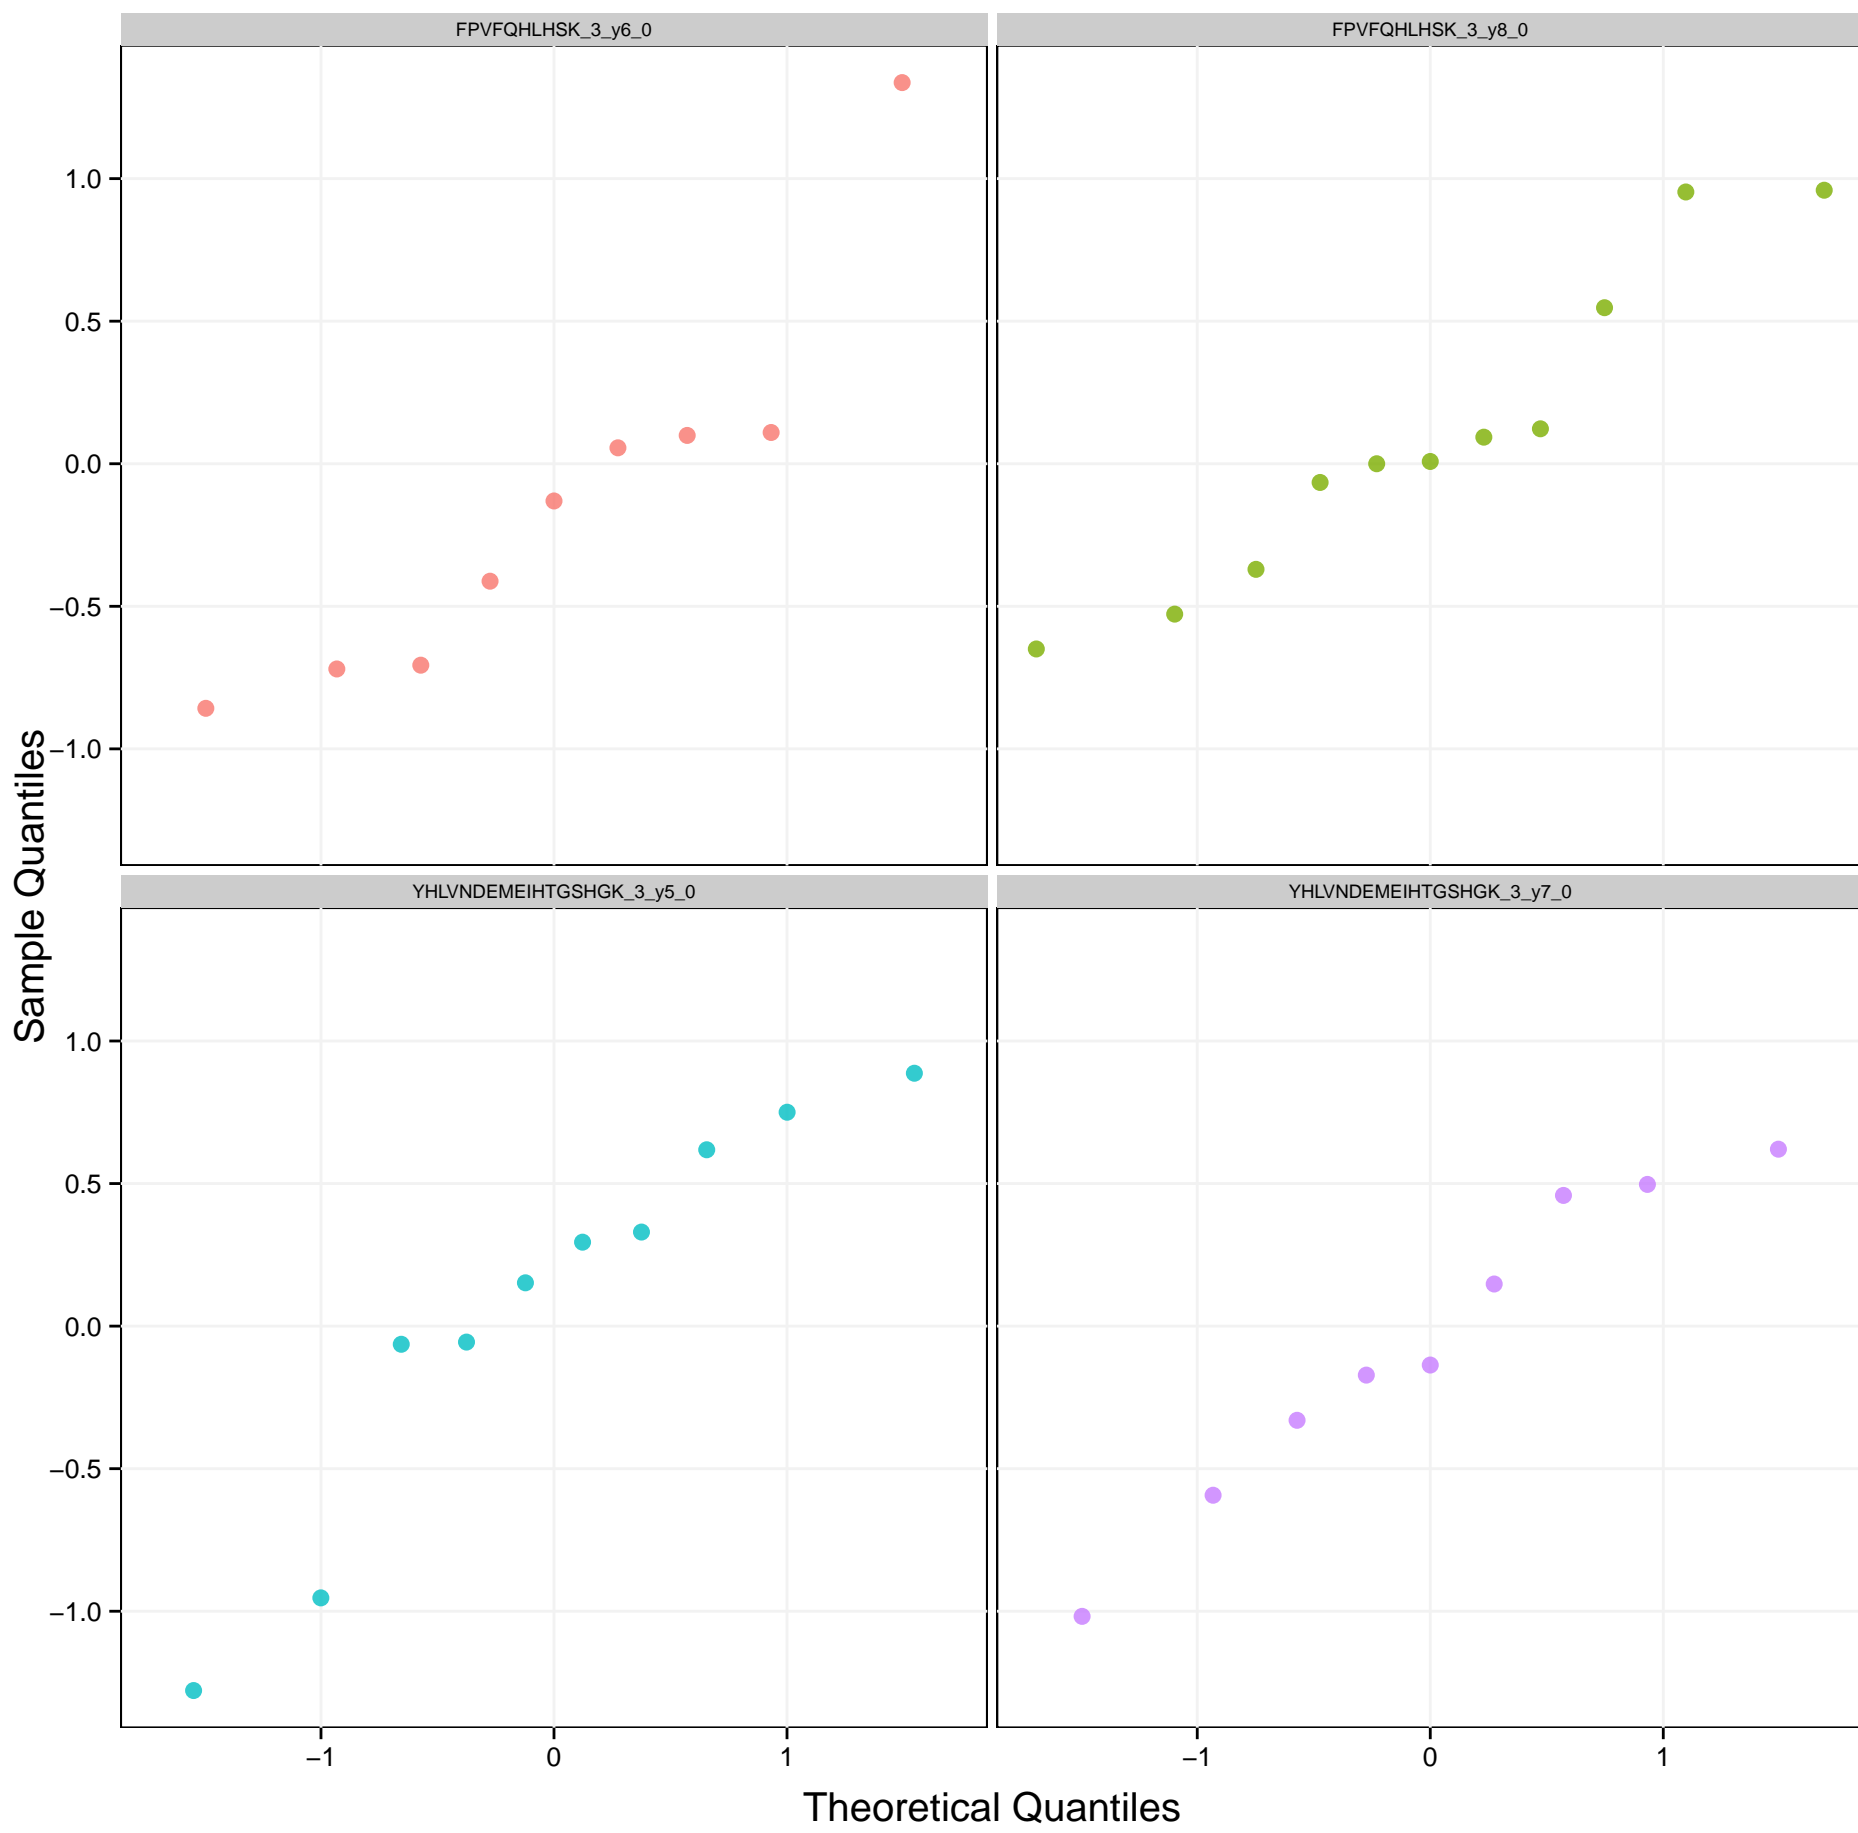 FPVFQHLHSK_3_y6_0
FPVFQHLHSK_3_y8_0
1.0
0.5
0.0
−0.5
−1.0
Sample Quantiles
YHLVNDEMEIHTGSHGK_3_y5_0
YHLVNDEMEIHTGSHGK_3_y7_0
1.0
0.5
0.0
−0.5
−1.0
−1 0 1
−1 0 1
Theoretical Quantiles